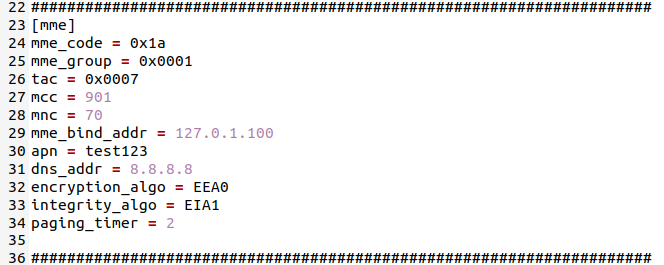 22 #####################################################################
23 [mme]
24 mme_code = 0x1a
25 mme_group = 0x0001
26 tac = 0x0007
27 mcc = 901
28 mnc = 70
29 mme_bind_addr = 127.0.1.100
30 apn = test123
31 dns_addr = 8.8.8.8
32 encryption_algo = EEA0
33 integrity_algo = EIA1
34 paging_timer = 2
35
36 #####################################################################